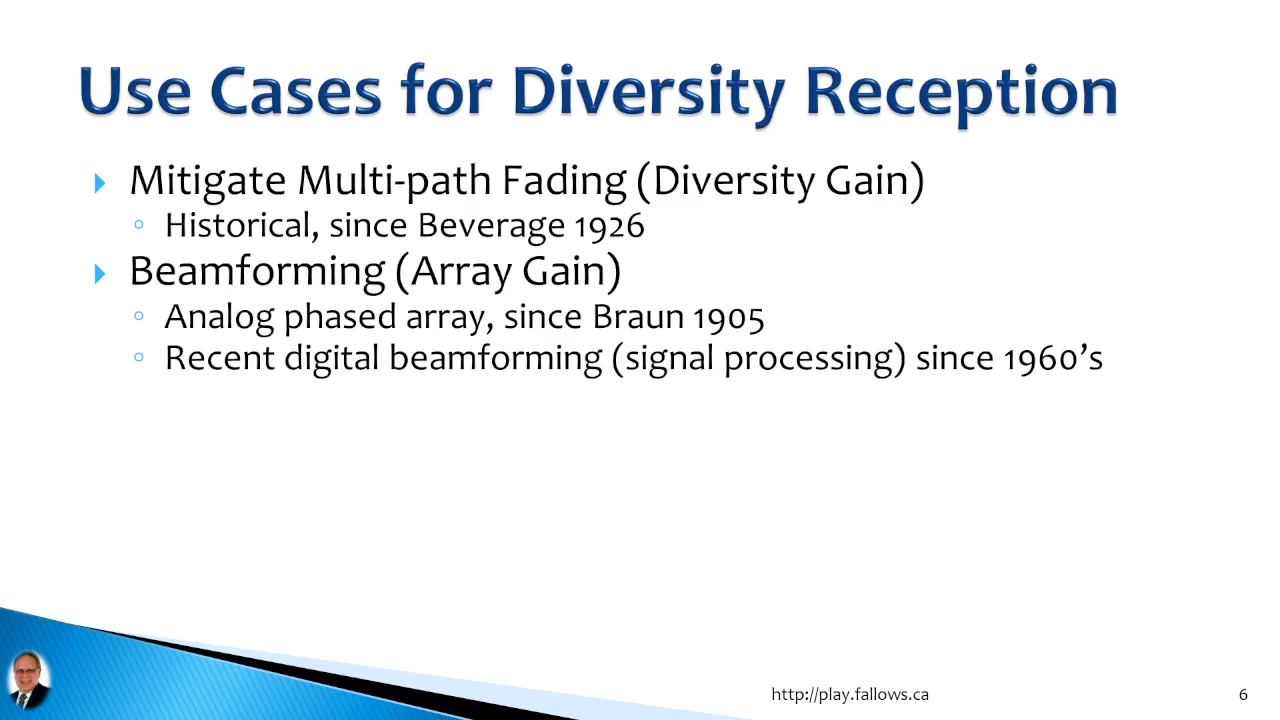 Use Cases for Diversity Reception
Mitigate Multi-path Fading (Diversity Gain)
Historical, since Beverage 1926
Beamforming (Array Gain)
Analog phased array, since Braun 1905
Recent digital beamforming (signal processing) since 1960’s
http://play.fallows.ca
6